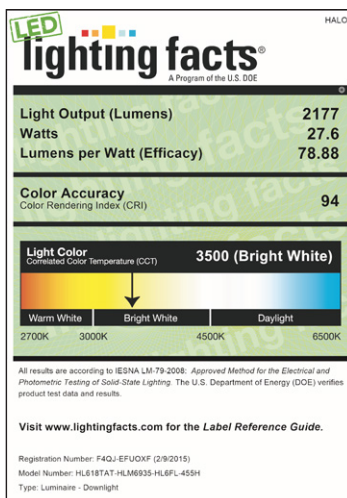 HALO
LED
lighting facts®
A Program of the U.S. DOE
Light Output (Lumens) 2177
Watts 27.6
Lumens per Watt (Efficacy) 78.88
Color Accuracy
Color Rendering Index (CRI) 94
Light Color
Correlated Color Temperature (CCT) 3500 (Bright White)
Warm White Bright White Daylight
2700K 3000K 4500K 6500K
All results are according to IESNA LM-79-2008: Approved Method for the Electrical and
Photometric Testing of Solid-State Lighting. The U.S. Department of Energy (DOE) verifies
product test data and results.
Visit www.lightingfacts.com for the Label Reference Guide.
Registration Number: F4QJ-EFUOXF (2/9/2015)
Model Number: HL618TAT-HLM6935-HL6FL-455H
Type: Luminaire - Downlight